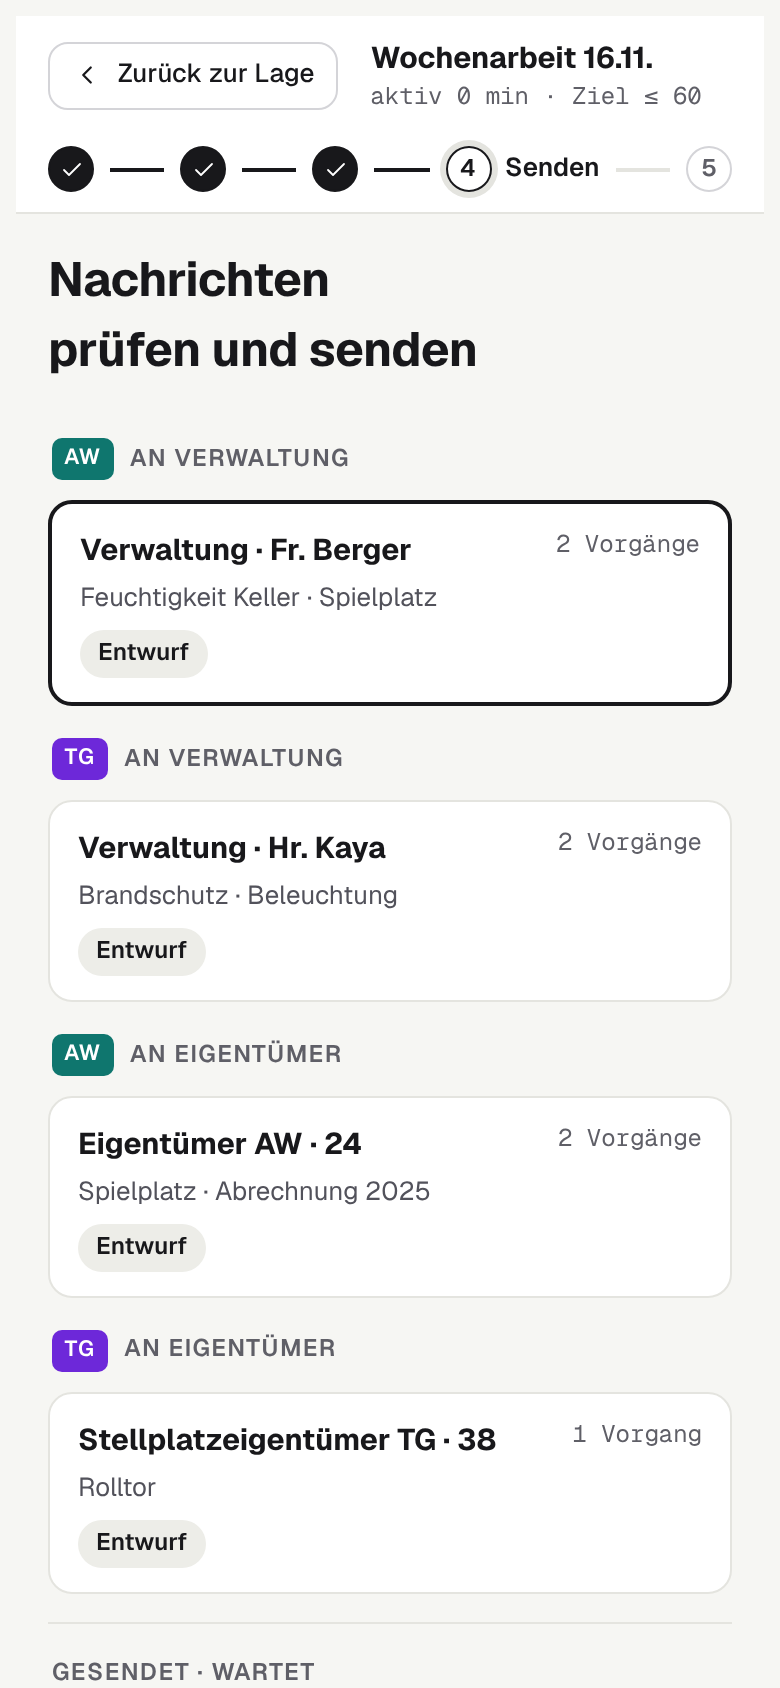 Zurück zur Lage
Wochenarbeit 16.11.
aktiv 0 min · Ziel ≤ 60
4 Senden
5
Nachrichten
prüfen und senden
AW AN VERWALTUNG
Verwaltung · Fr. Berger
2 Vorgänge
Feuchtigkeit Keller · Spielplatz
Entwurf
TG AN VERWALTUNG
Verwaltung · Hr. Kaya
2 Vorgänge
Brandschutz · Beleuchtung
Entwurf
AW AN EIGENTÜMER
Eigentümer AW · 24
2 Vorgänge
Spielplatz · Abrechnung 2025
Entwurf
TG AN EIGENTÜMER
Stellplatzeigentümer TG · 38
1 Vorgang
Rolltor
Entwurf
GESENDET · WARTET